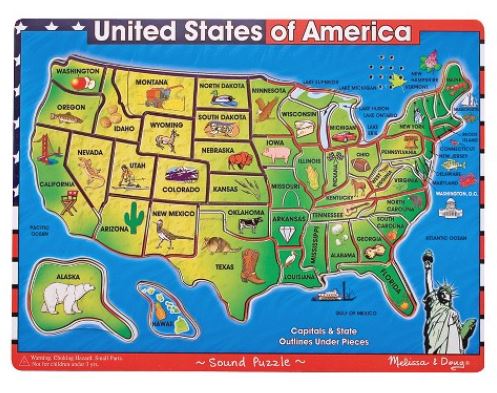 United States of America
WASHINGTON
MONTANA
NORTH DAKOTA
MINNESOTA
LAKE SUPERIOR
LAKE MICHIGAN
NEW
HAMPSHIRE
VERMONT
MAINE
OREGON
IDAHO
WYOMING
SOUTH DAKOTA
WISCONSIN
MICHIGAN
LAKE HURON
LAKE ONTARIO
LAKE
ERIE
NEW YORK
NEVADA
UTAH
COLORADO
NEBRASKA
IOWA
ILLINOIS
INDIANA
OHIO
PENNSYLVANIA
CONNECTICUT
NEW JERSEY
DELAWARE
MARYLAND
WASHINGTON, D.C.
CALIFORNIA
KANSAS
MISSOURI
KENTUCKY
VIRGINIA
NORTH
CAROLINA
ARIZONA
NEW MEXICO
OKLAHOMA
ARKANSAS
TENNESSEE
SOUTH
CAROLINA
PACIFIC
OCEAN
ATLANTIC OCEAN
TEXAS
LOUISIANA
MISSISSIPPI
ALABAMA
GEORGIA
FLORIDA
ALASKA
HAWAII
GULF OF MEXICO
Capitals & State
Outlines Under Pieces
Warning: Choking Hazard. Small Parts.
Not for children under 3 yrs.
~ Sound Puzzle ~
Melissa & Doug®